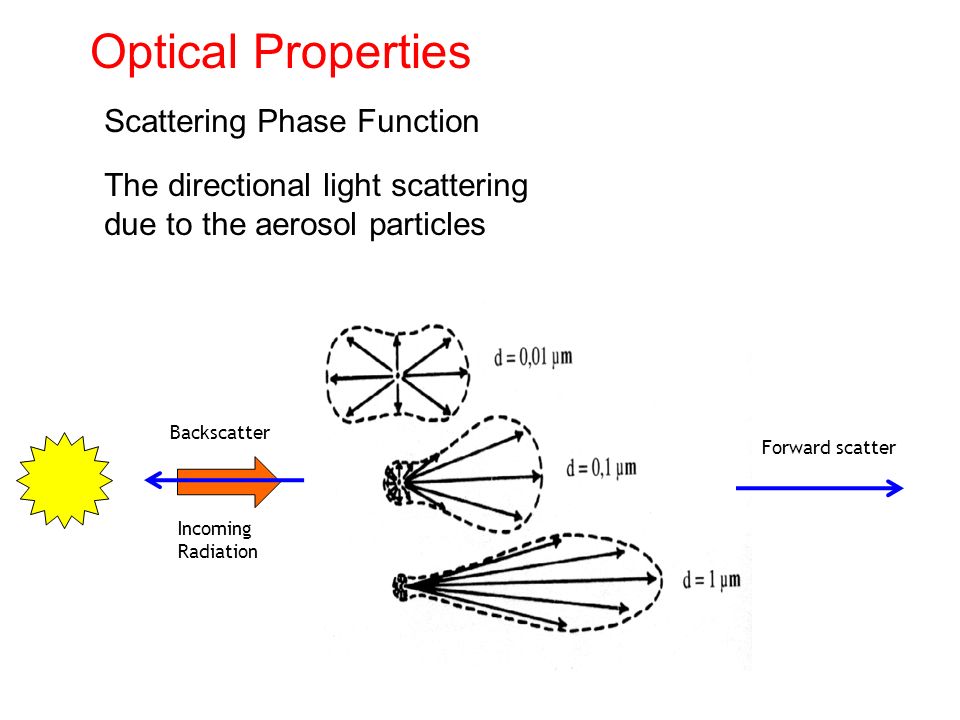 Optical Properties
Scattering Phase Function
The directional light scattering
due to the aerosol particles
d = 0,01 µm
Backscatter
Forward scatter
d = 0,1 µm
Incoming
Radiation
d = 1 µm